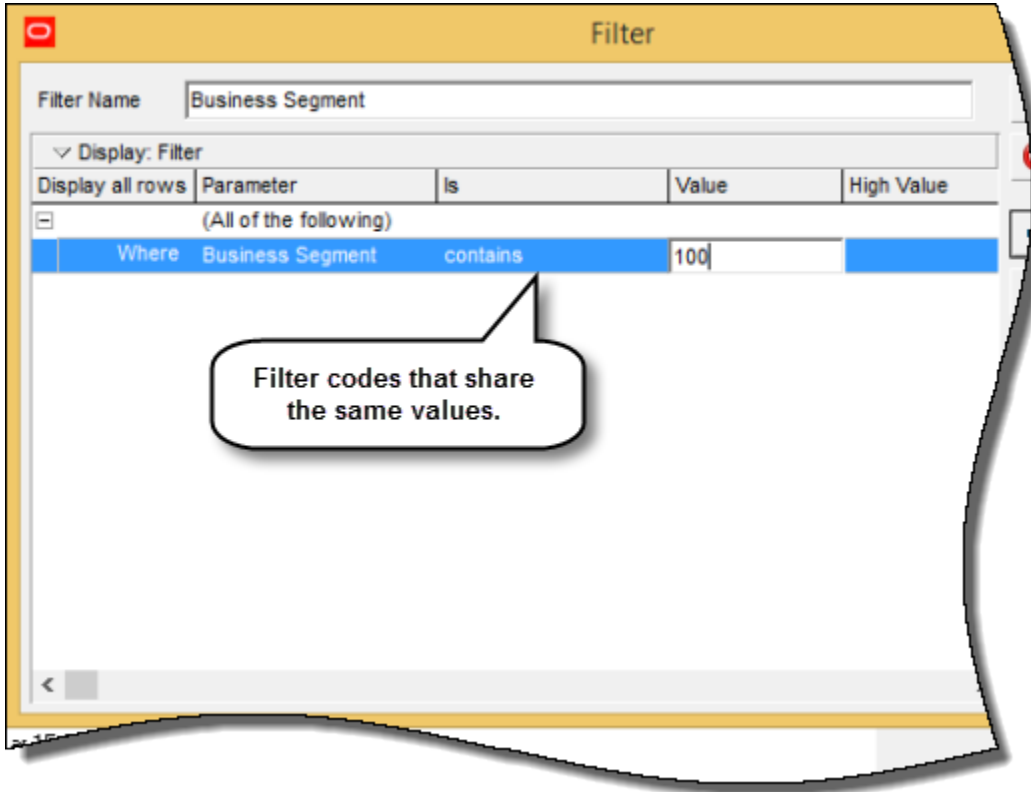 Filter
Filter Name Business Segment
Display: Filter
Display all rows Parameter Is Value High Value
(All of the following)
Where Business Segment contains 100
Filter codes that share
the same values.